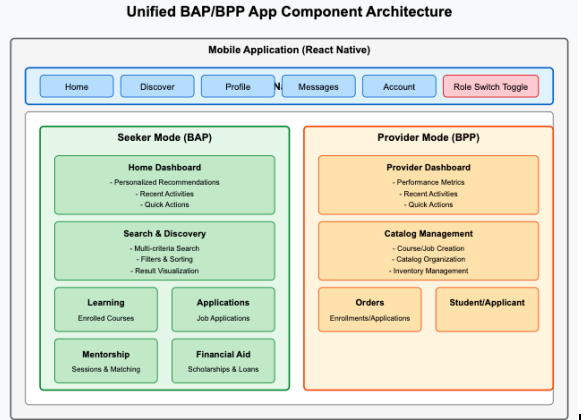 Unified BAP/BPP App Component Architecture
Mobile Application (React Native)
Home Discover Profile Messages Account Role Switch Toggle
Seeker Mode (BAP)
Home Dashboard
- Personalized Recommendations
- Recent Activities
- Quick Actions
Search & Discovery
- Multi-criteria Search
- Filters & Sorting
- Result Visualization
Learning
Enrolled Courses
Applications
Job Applications
Mentorship
Sessions & Matching
Financial Aid
Scholarships & Loans
Provider Mode (BPP)
Provider Dashboard
- Performance Metrics
- Recent Activities
- Quick Actions
Catalog Management
- Course/Job Creation
- Catalog Organization
- Inventory Management
Orders
Enrollments/Applications
Student/Applicant